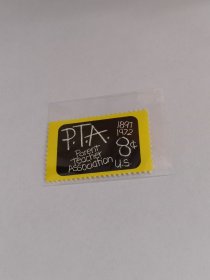 P.T.A. 1897
1972
Parent
Teacher 8¢
Association U.S.